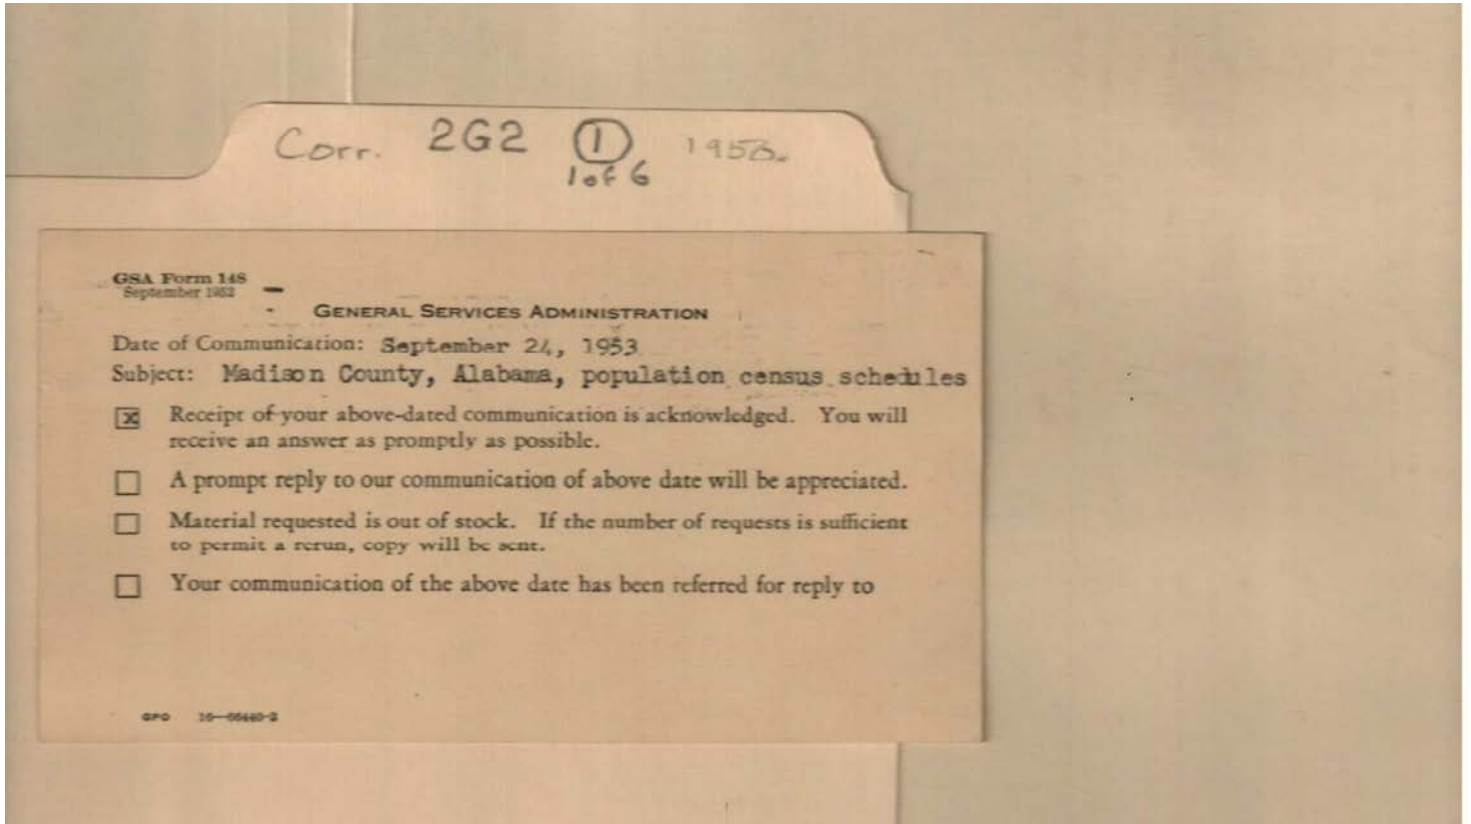 Corr. 2G2 1
1 of 6
GSA Form 148
September 1952
GENERAL SERVICES ADMINISTRATION
Date of Communication: September 24, 1953
Subject: Madison County, Alabama, population census schedules
x Receipt of your above-dated communication is acknowledged. You will
receive an answer as promptly as possible.
A prompt reply to our communication of above date will be appreciated.
Material requested is out of stock. If the number of requests is sufficient
to permit a rerun, copy will be sent.
Your communication of the above date has been referred for reply to
GPO